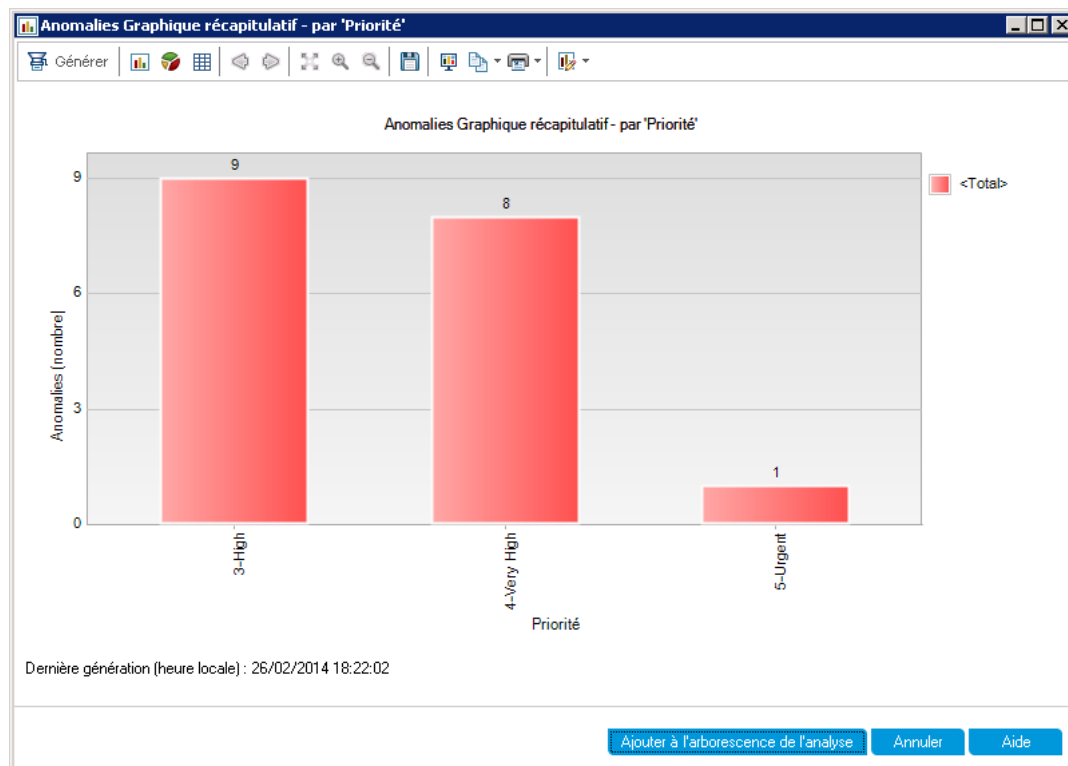 Anomalies Graphique récapitulatif - par 'Priorité'
Générer
Anomalies Graphique récapitulatif - par 'Priorité'
<Total>
Anomalies (nombre)
9
6
3
0
9
8
1
3-High
4-Very High
5-Urgent
Priorité
Dernière génération (heure locale) : 26/02/2014 18:22:02
Ajouter à l'arborescence de l'analyse
Annuler
Aide